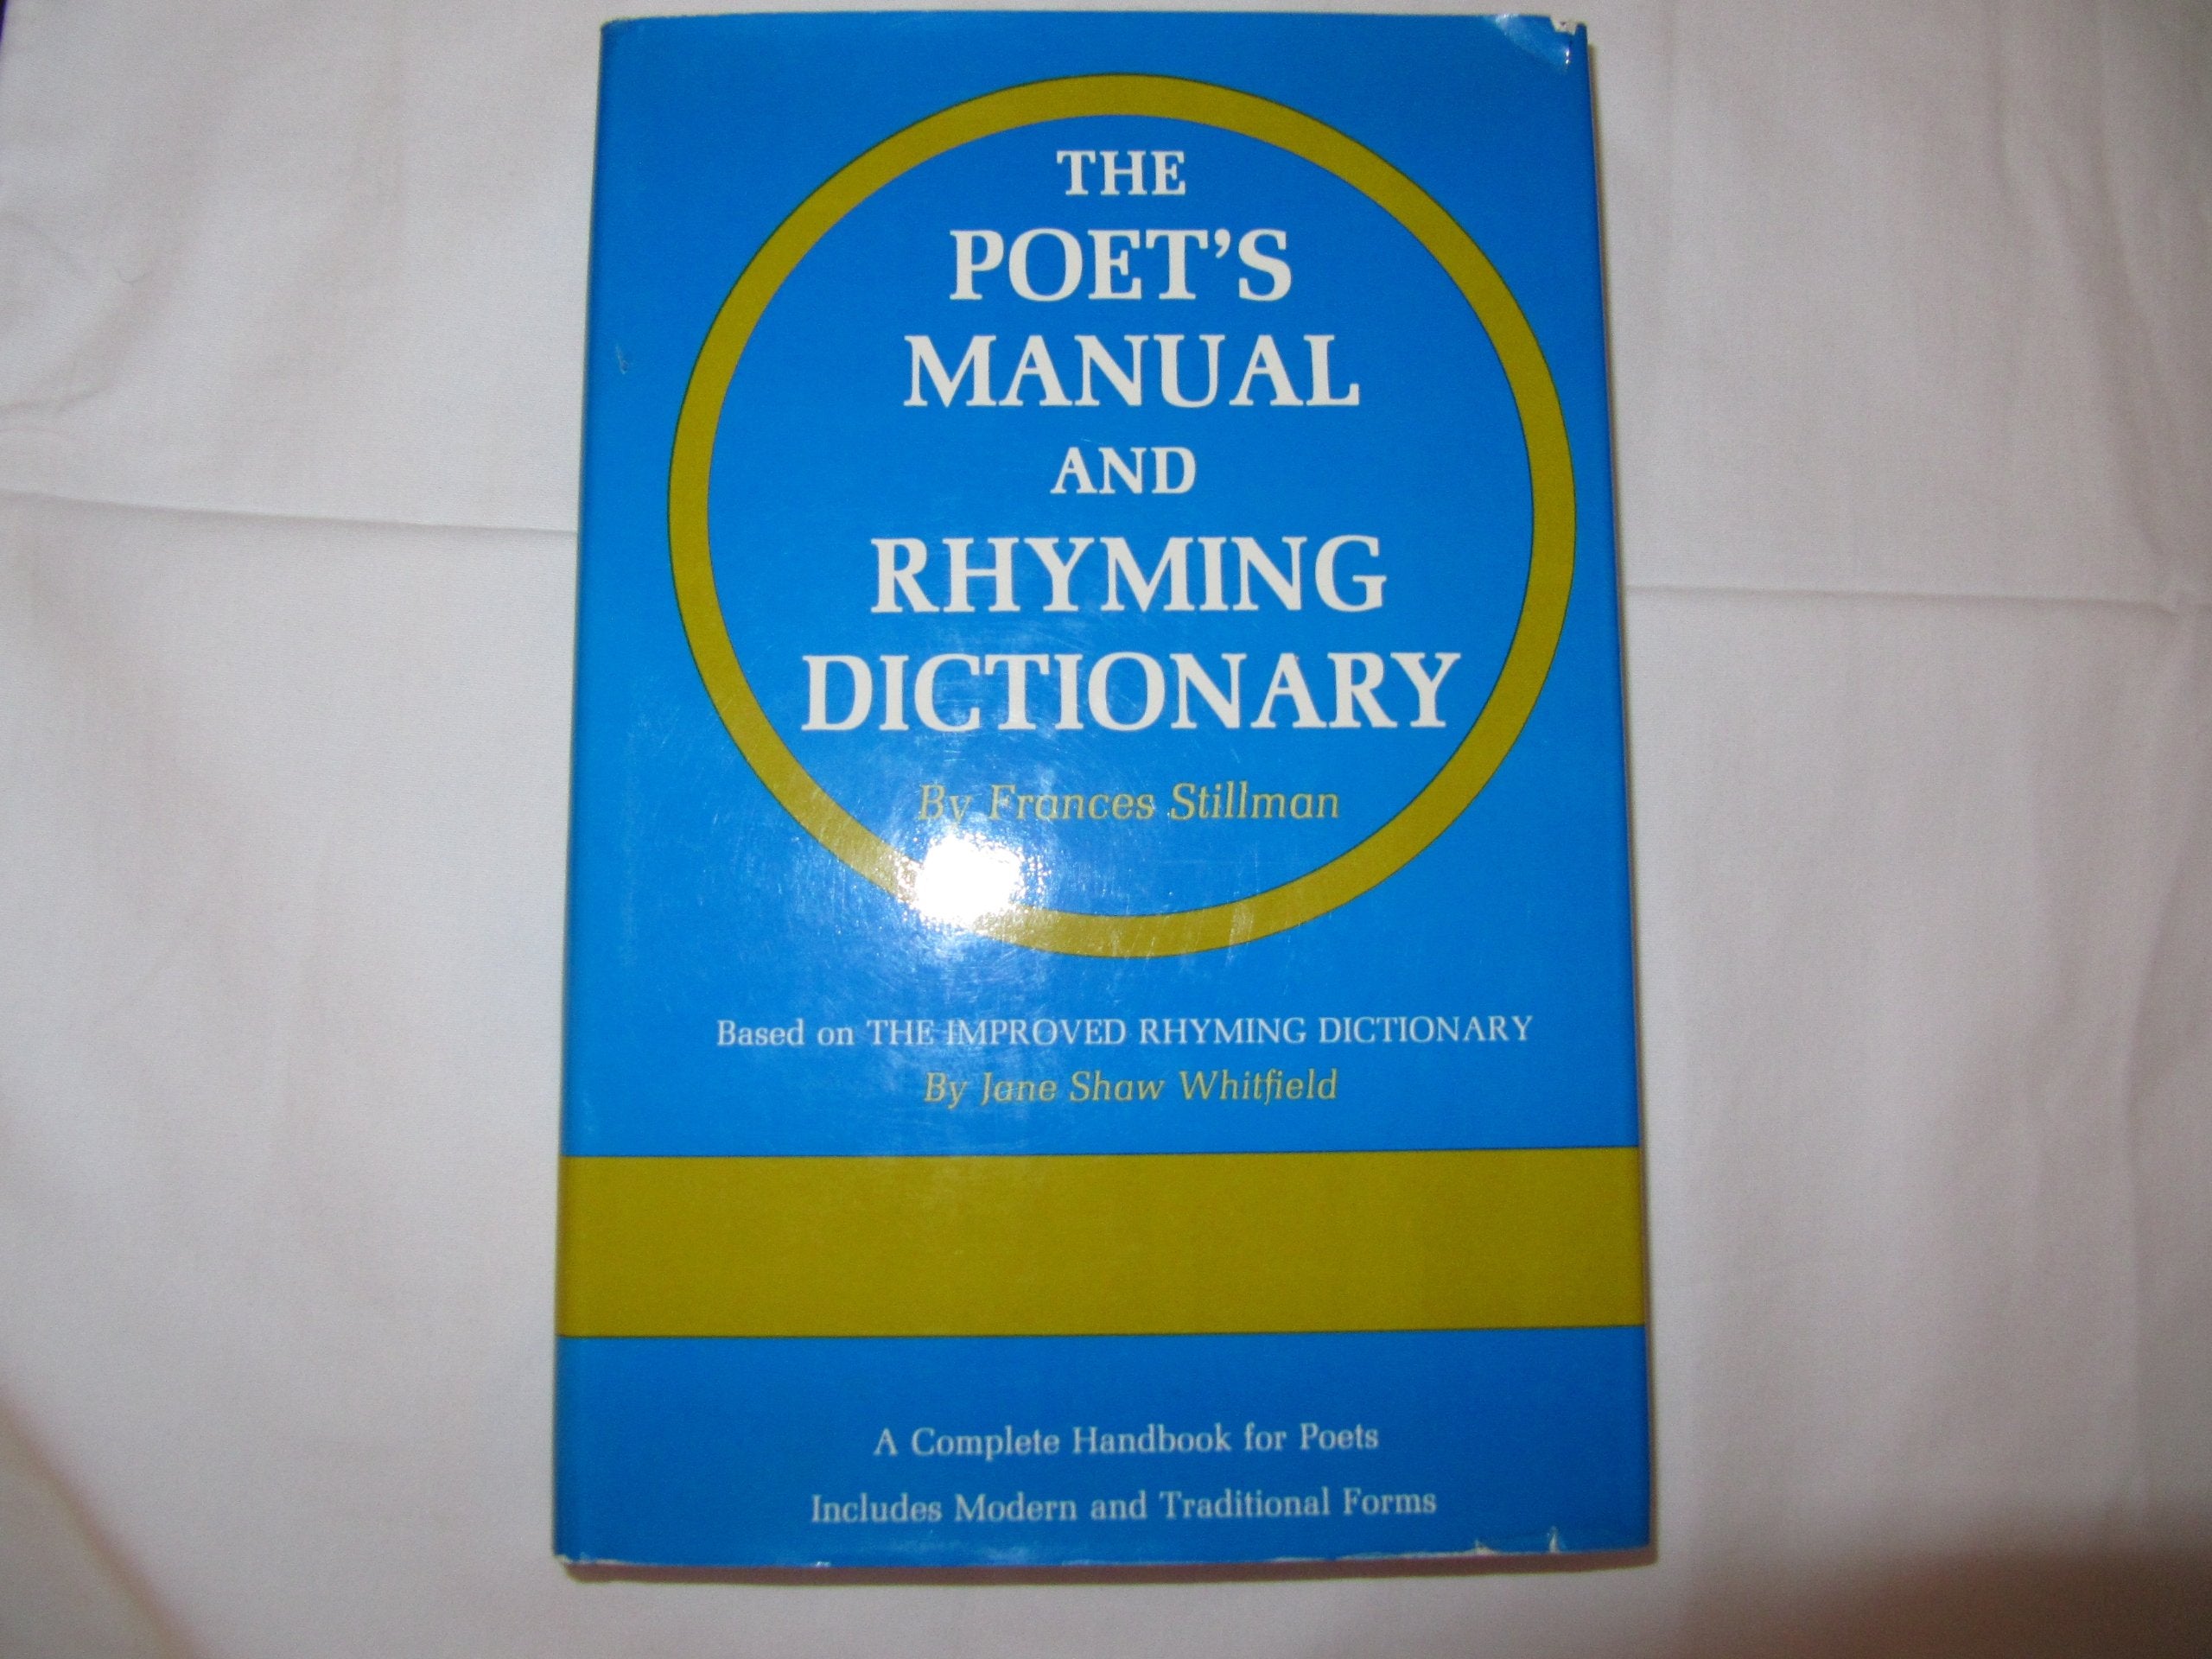 THE
POET'S
MANUAL
AND
RHYMING
DICTIONARY
By Frances Stillman
Based on THE IMPROVED RHYMING DICTIONARY
By Jane Shaw Whitfield
A Complete Handbook for Poets
Includes Modern and Traditional Forms